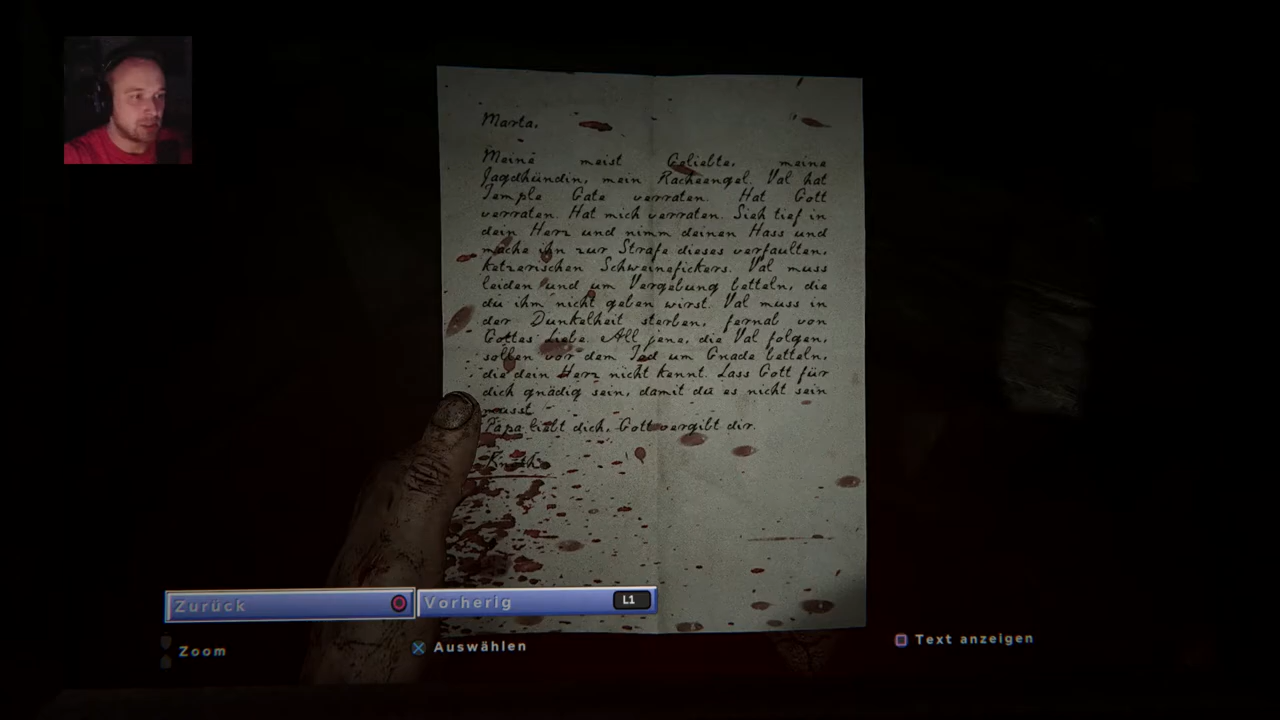 Marta,
Meine meist Geliebte, meine
Jagdhündin, mein Racheengel. Val hat
Temple Gate verraten. Hat Gott
verraten. Hat mich verraten. Sieh tief in
dein Herz und nimm deinen Hass und
mache ihn zur Strafe dieses verfaulten,
ketzerischen Schweinefickers. Val muss
leiden und um Vergebung betteln, die
du ihm nicht geben wirst. Val muss in
der Dunkelheit sterben, fernab von
Gottes Liebe. All jene, die Val folgen,
sollen vor dem Tod um Gnade betteln,
die dein Herz nicht kennt. Lass Gott für
dich gnädig sein, damit du es nicht sein
musst.
Papa liebt dich, Gott vergibt dir.
Knoth
Zurück
Vorherig L1
Zoom
Auswählen
Text anzeigen